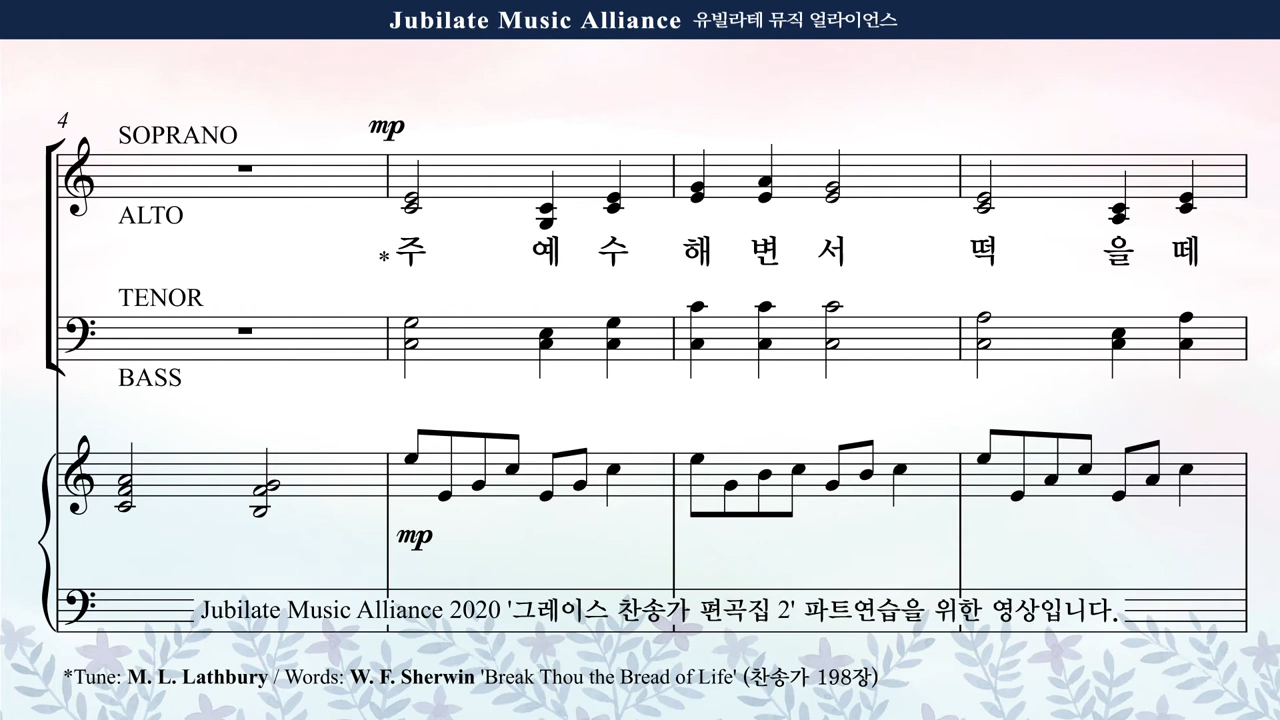 Jubilate Music Alliance 유빌라테 뮤직 얼라이언스
4
mp
SOPRANO
ALTO
*주 예 수 해 변 서 떡 을 떼
TENOR
BASS
mp
Jubilate Music Alliance 2020 '그레이스 찬송가 편곡집 2' 파트연습을 위한 영상입니다.
*Tune: M. L. Lathbury / Words: W. F. Sherwin 'Break Thou the Bread of Life' (찬송가 198장)